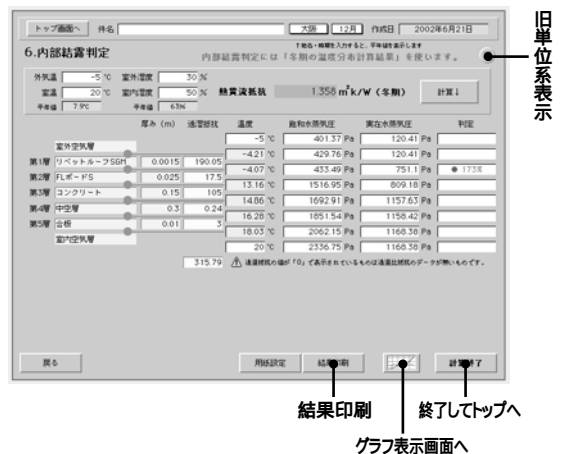 トップ画面へ 件名 大阪 12月 作成日 2002年6月21日
↑地名・時期を入力すると、平年値を表示します
6.内部結露判定 内部結露判定には「冬期の温度分布計算結果」を使います。
旧単位系表示
外気温 -5 ℃ 室外湿度 30 %
室温 20 ℃ 室内湿度 50 % 熱貫流抵抗 1.358 m²k/W (冬期) 計算↓
平年値 7.9℃ 平年値 63%
厚み (m) 透湿抵抗 温度 飽和水蒸気圧 実在水蒸気圧 判定
室外空気層
-5 ℃ 401.37 Pa 120.41 Pa
-4.21 ℃ 429.76 Pa 120.41 Pa
第1層 リベットルーフSGM 0.0015 190.05
-4.07 ℃ 433.49 Pa 751.1 Pa ● 173%
第2層 FLボードS 0.025 17.5
13.16 ℃ 1516.95 Pa 809.18 Pa
第3層 コンクリート 0.15 105
14.86 ℃ 1692.91 Pa 1157.63 Pa
第4層 中空層 0.3 0.24
16.28 ℃ 1851.54 Pa 1158.42 Pa
第5層 合板 0.01 3
18.03 ℃ 2062.15 Pa 1168.38 Pa
室内空気層
20 ℃ 2336.75 Pa 1168.38 Pa
315.79 透湿抵抗の値が「0」で表示されているものは透湿比抵抗のデータが無いものです。
戻る 用紙設定 結果印刷 計算終了
結果印刷 終了してトップへ
グラフ表示画面へ